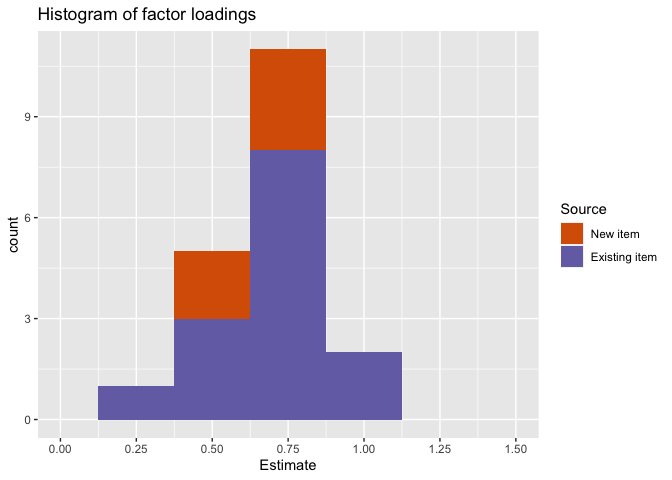 Histogram of factor loadings
count
9
6
3
0
0.00 0.25 0.50 0.75 1.00 1.25 1.50
Estimate
Source
New item
Existing item